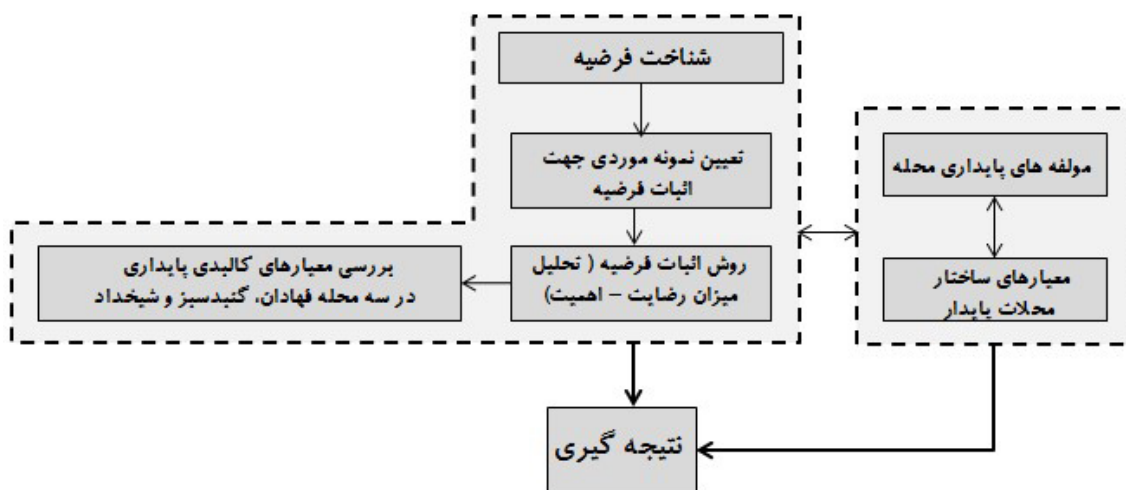 شناخت فرضیه
تعیین نمونه موردی جهت
اثبات فرضیه
روش اثبات فرضیه ( تحلیل
میزان رضایت – اهمیت)
بررسی معیارهای کالبدی پایداری
در سه محله فهادان، گنبدسبز و شیخداد
مولفه های پایداری محله
معیارهای ساختار
محلات پایدار
نتیجه گیری